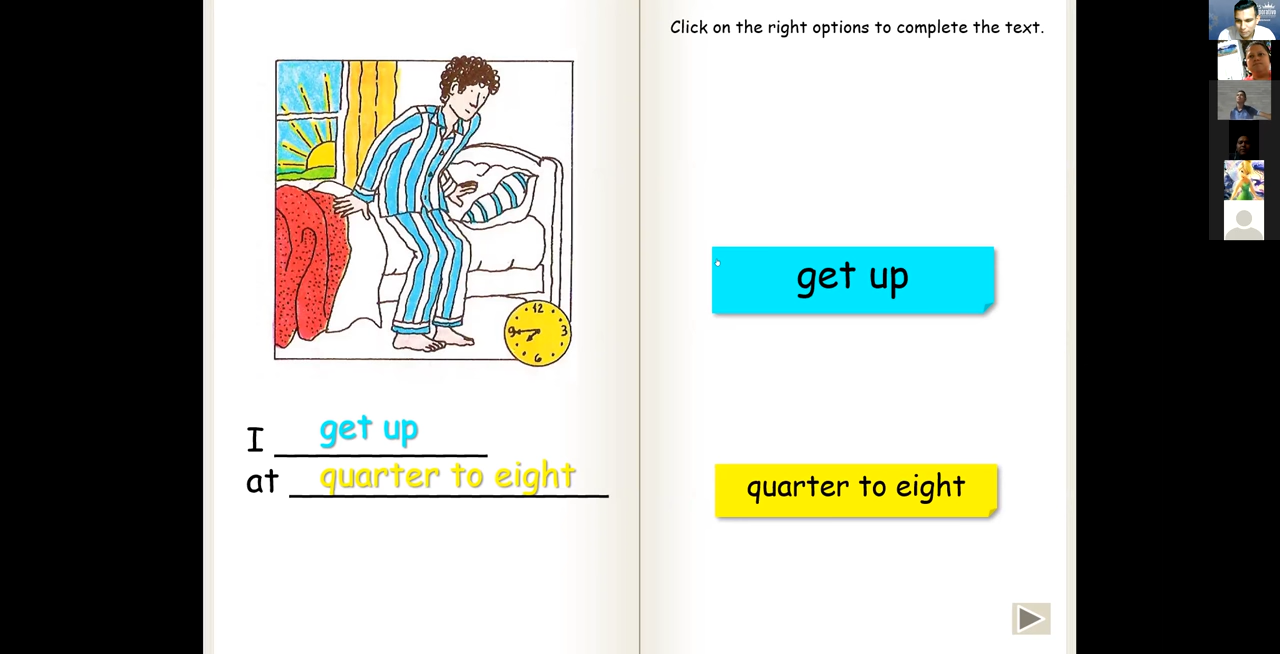 Click on the right options to complete the text.
12
9 3
6
get up
I get up
at quarter to eight
quarter to eight